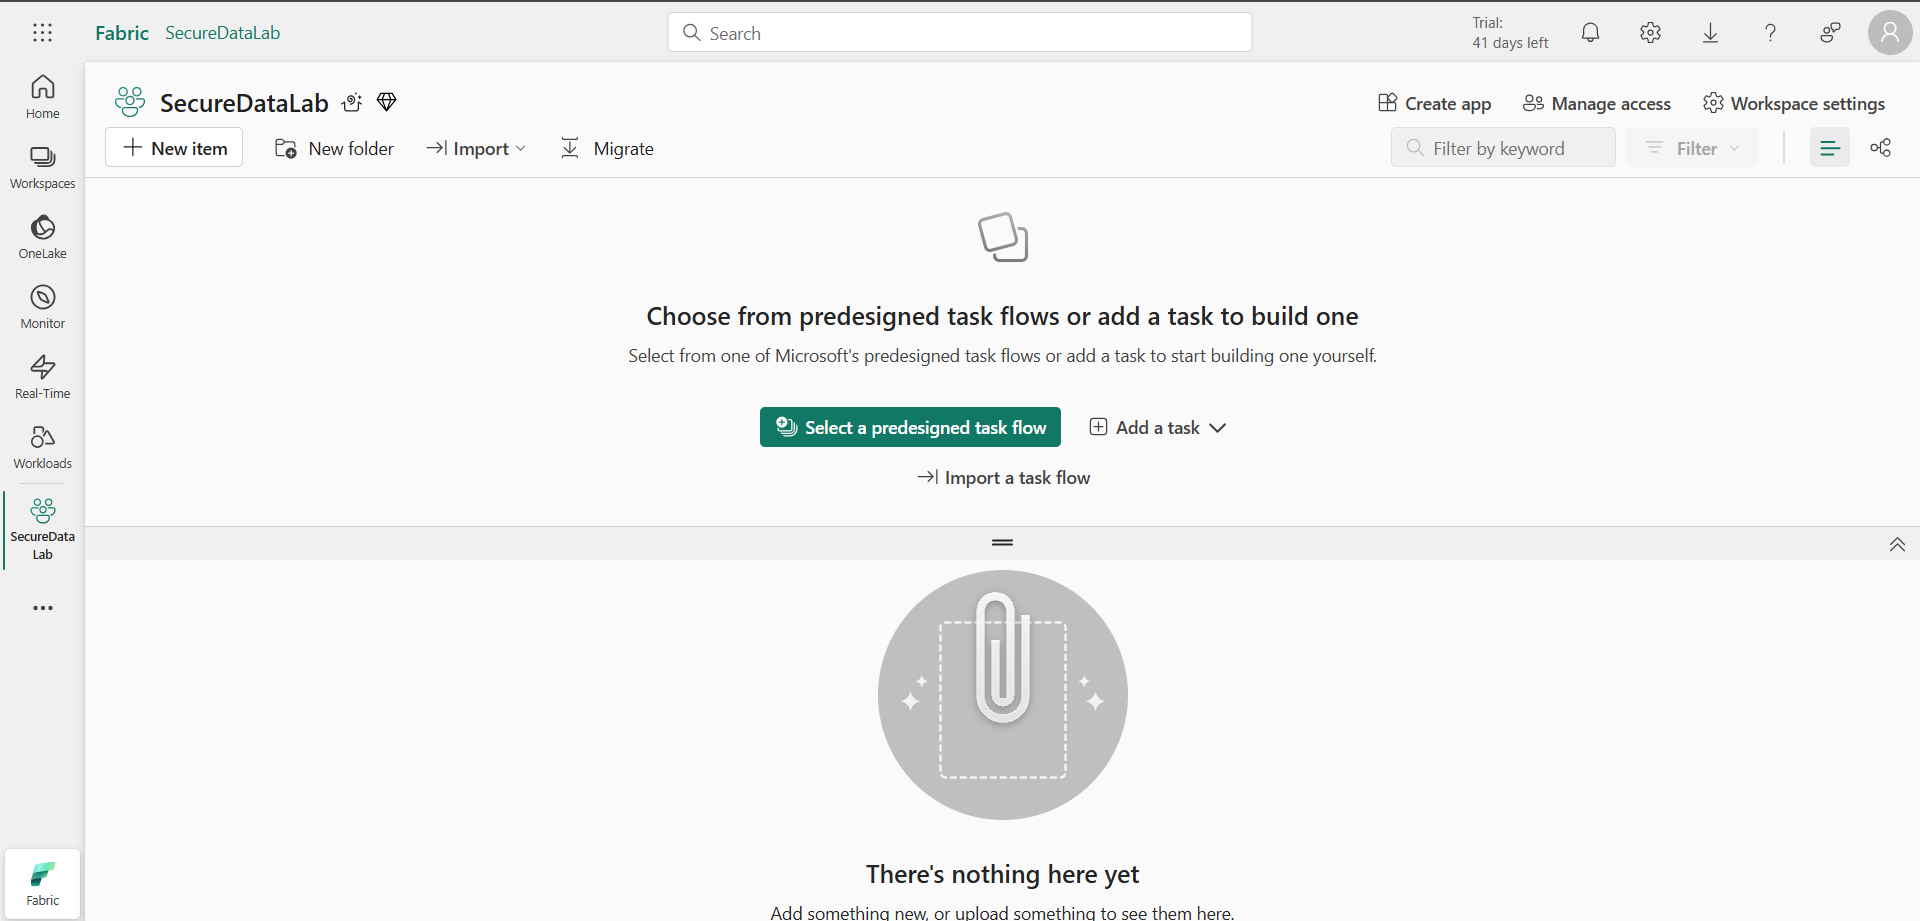 Fabric SecureDataLab
Search
Trial:
41 days left
Home
Workspaces
OneLake
Monitor
Real-Time
Workloads
SecureData
Lab
Fabric
SecureDataLab
Create app
Manage access
Workspace settings
New item
New folder
Import
Migrate
Filter by keyword
Filter
Choose from predesigned task flows or add a task to build one
Select from one of Microsoft's predesigned task flows or add a task to start building one yourself.
Select a predesigned task flow
Add a task
Import a task flow
There's nothing here yet
Add something new, or upload something to see them here.